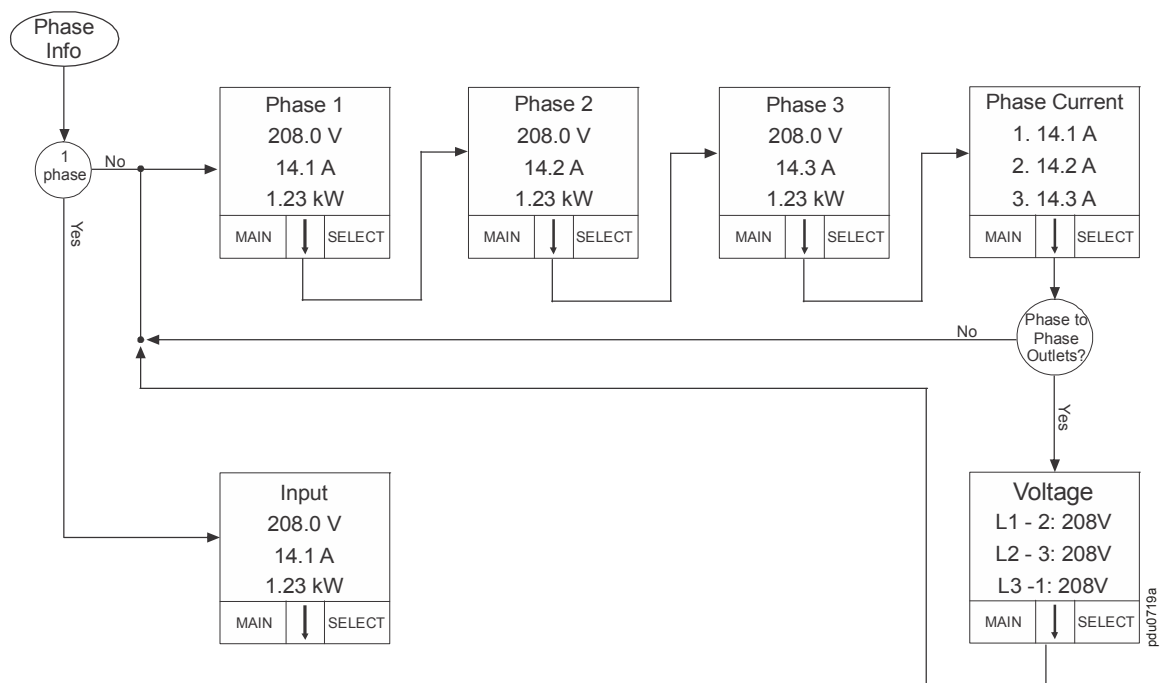 Phase
Info
1
phase
No
Yes
Phase 1
208.0 V
14.1 A
1.23 kW
MAIN
SELECT
Phase 2
208.0 V
14.2 A
1.23 kW
MAIN
SELECT
Phase 3
208.0 V
14.3 A
1.23 kW
MAIN
SELECT
Phase Current
1. 14.1 A
2. 14.2 A
3. 14.3 A
MAIN
SELECT
Phase to
Phase
Outlets?
No
Yes
Input
208.0 V
14.1 A
1.23 kW
MAIN
SELECT
Voltage
L1 - 2: 208V
L2 - 3: 208V
L3 -1: 208V
MAIN
SELECT
pdu0719a